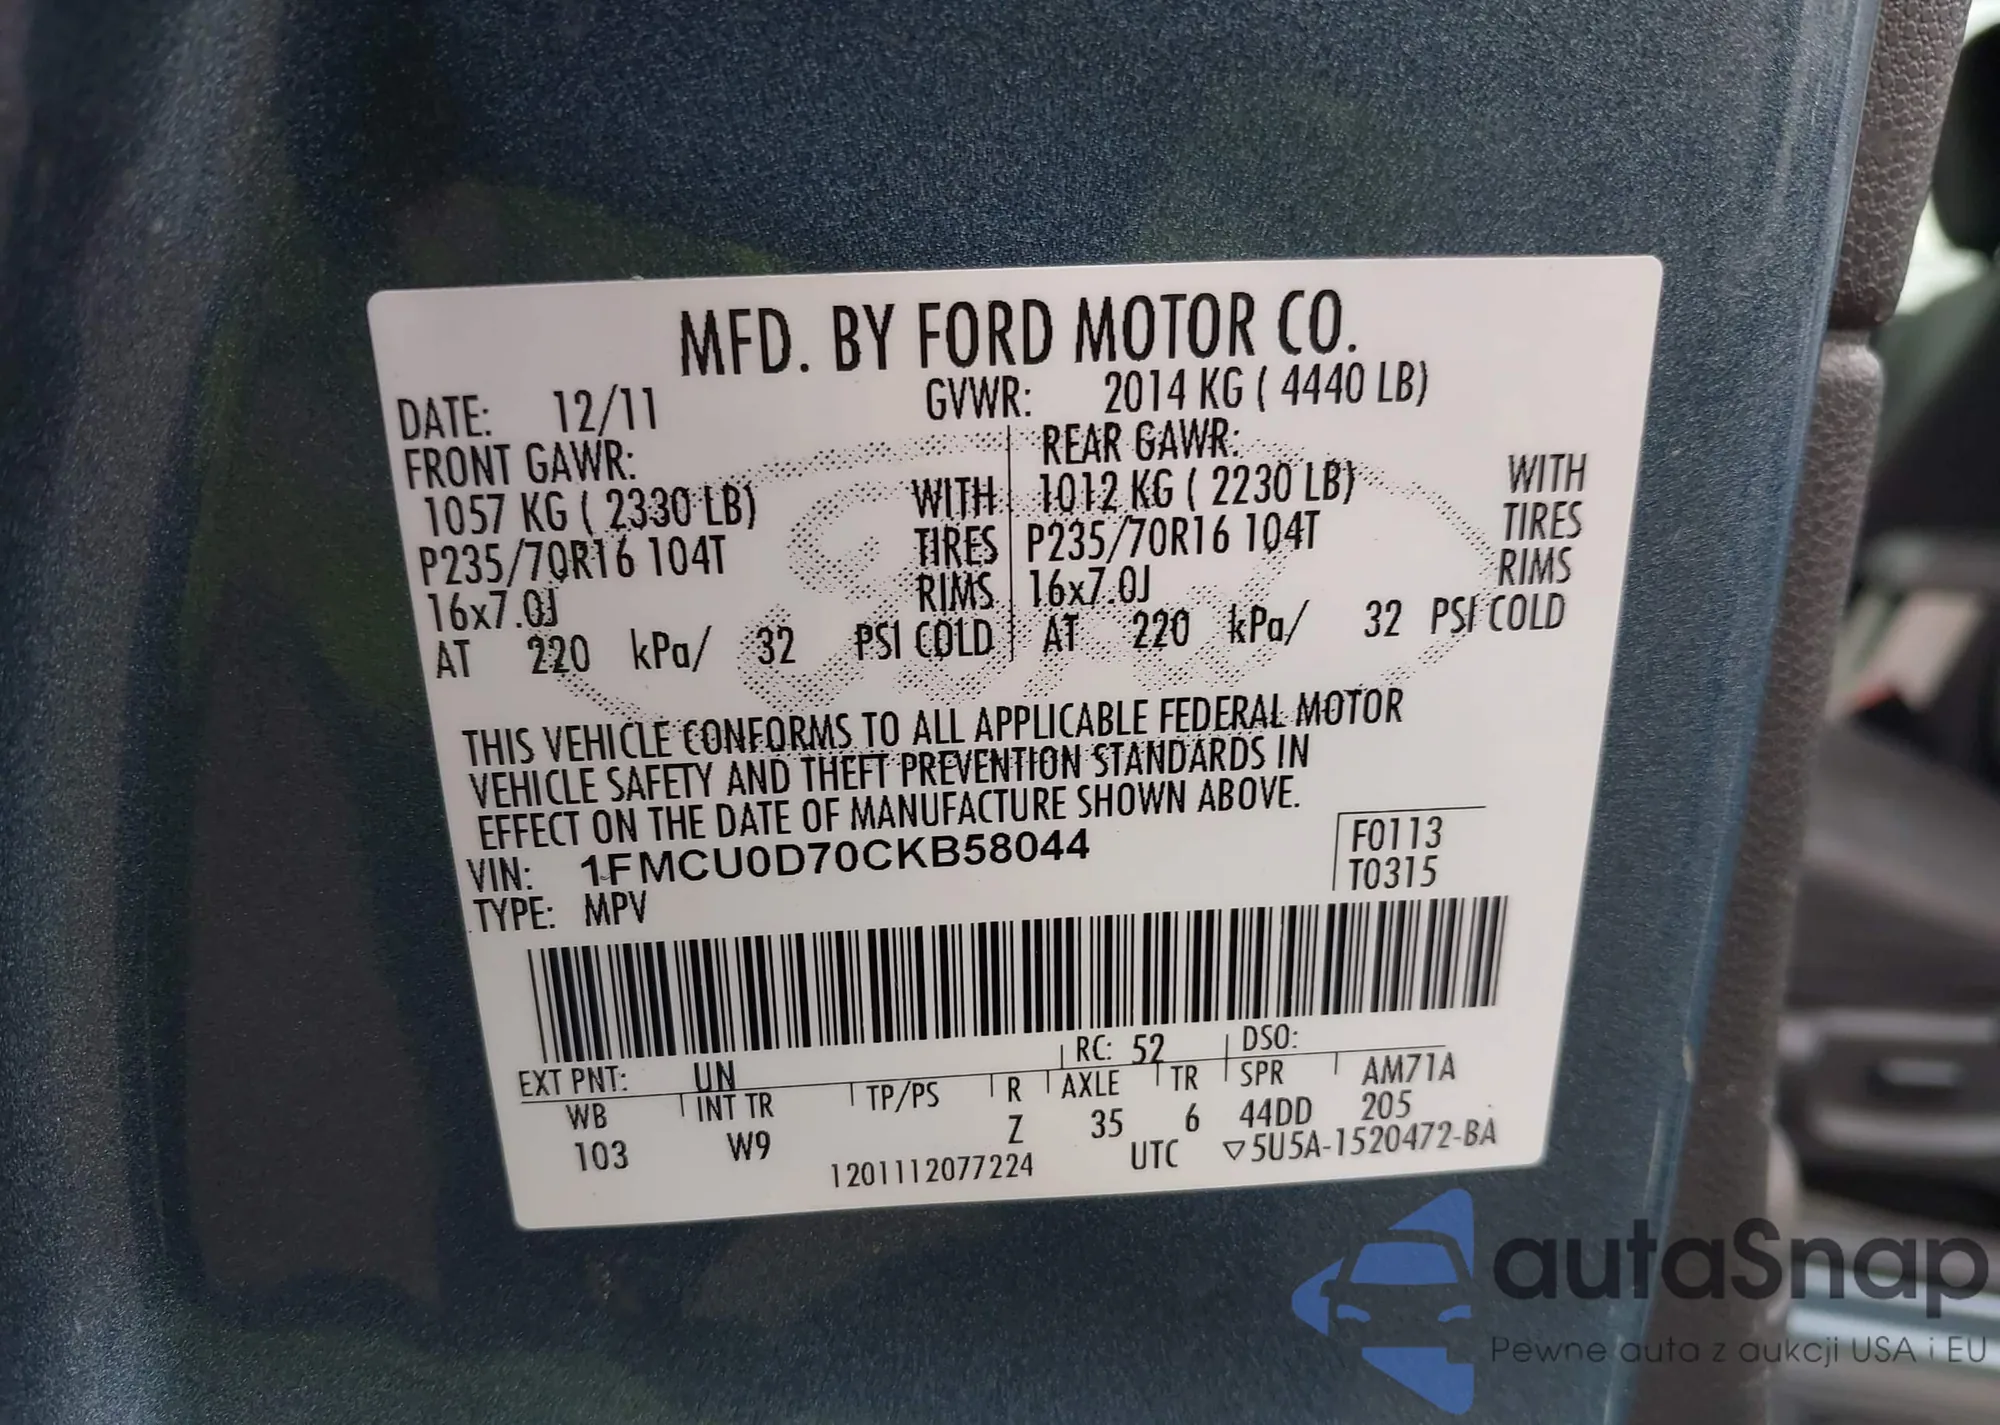 MFD. BY FORD MOTOR CO.
DATE: 12/11 GVWR: 2014 KG ( 4440 LB)
FRONT GAWR: REAR GAWR:
1057 KG ( 2330 LB) WITH 1012 KG ( 2230 LB) WITH
P235/70R16 104T TIRES P235/70R16 104T TIRES
16x7.0J RIMS 16x7.0J RIMS
AT 220 kPa/ 32 PSI COLD AT 220 kPa/ 32 PSI COLD
THIS VEHICLE CONFORMS TO ALL APPLICABLE FEDERAL MOTOR
VEHICLE SAFETY AND THEFT PREVENTION STANDARDS IN
EFFECT ON THE DATE OF MANUFACTURE SHOWN ABOVE.
VIN: 1FMCU0D70CKB58044 F0113
TYPE: MPV T0315
EXT PNT: UN RC: 52 DSO:
WB INT TR TP/PS R AXLE TR SPR AM71A
103 W9 Z 35 6 44DD 205
1201112077224 UTC ▽5U5A-1520472-BA
autaSnap
Pewne auta z aukcji USA i EU